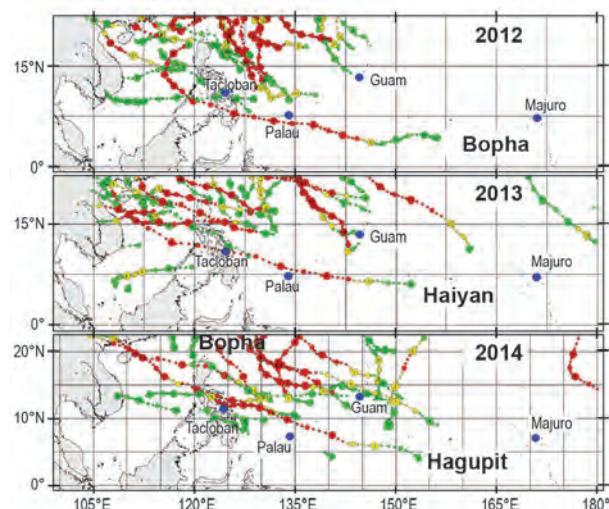 2012
15°N
Tacloban
Guam
Majuro
Palau
Bopha
0°
2013
15°N
Guam
Tacloban
Palau
Majuro
Haiyan
0°
Bopha
2014
20°N
Guam
10°N
Tacloban
Palau
Majuro
Hagupit
0°
105°E 120°E 135°E 150°E 165°E 180°